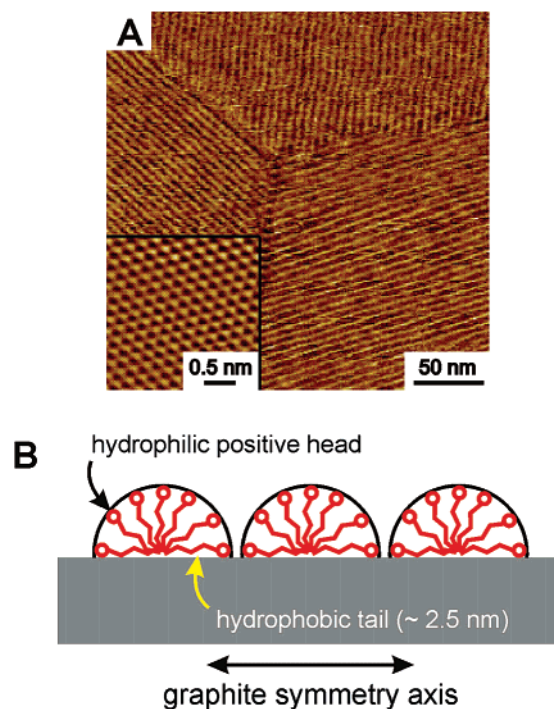 A
0.5 nm
50 nm
B
hydrophilic positive head
hydrophobic tail (~ 2.5 nm)
graphite symmetry axis